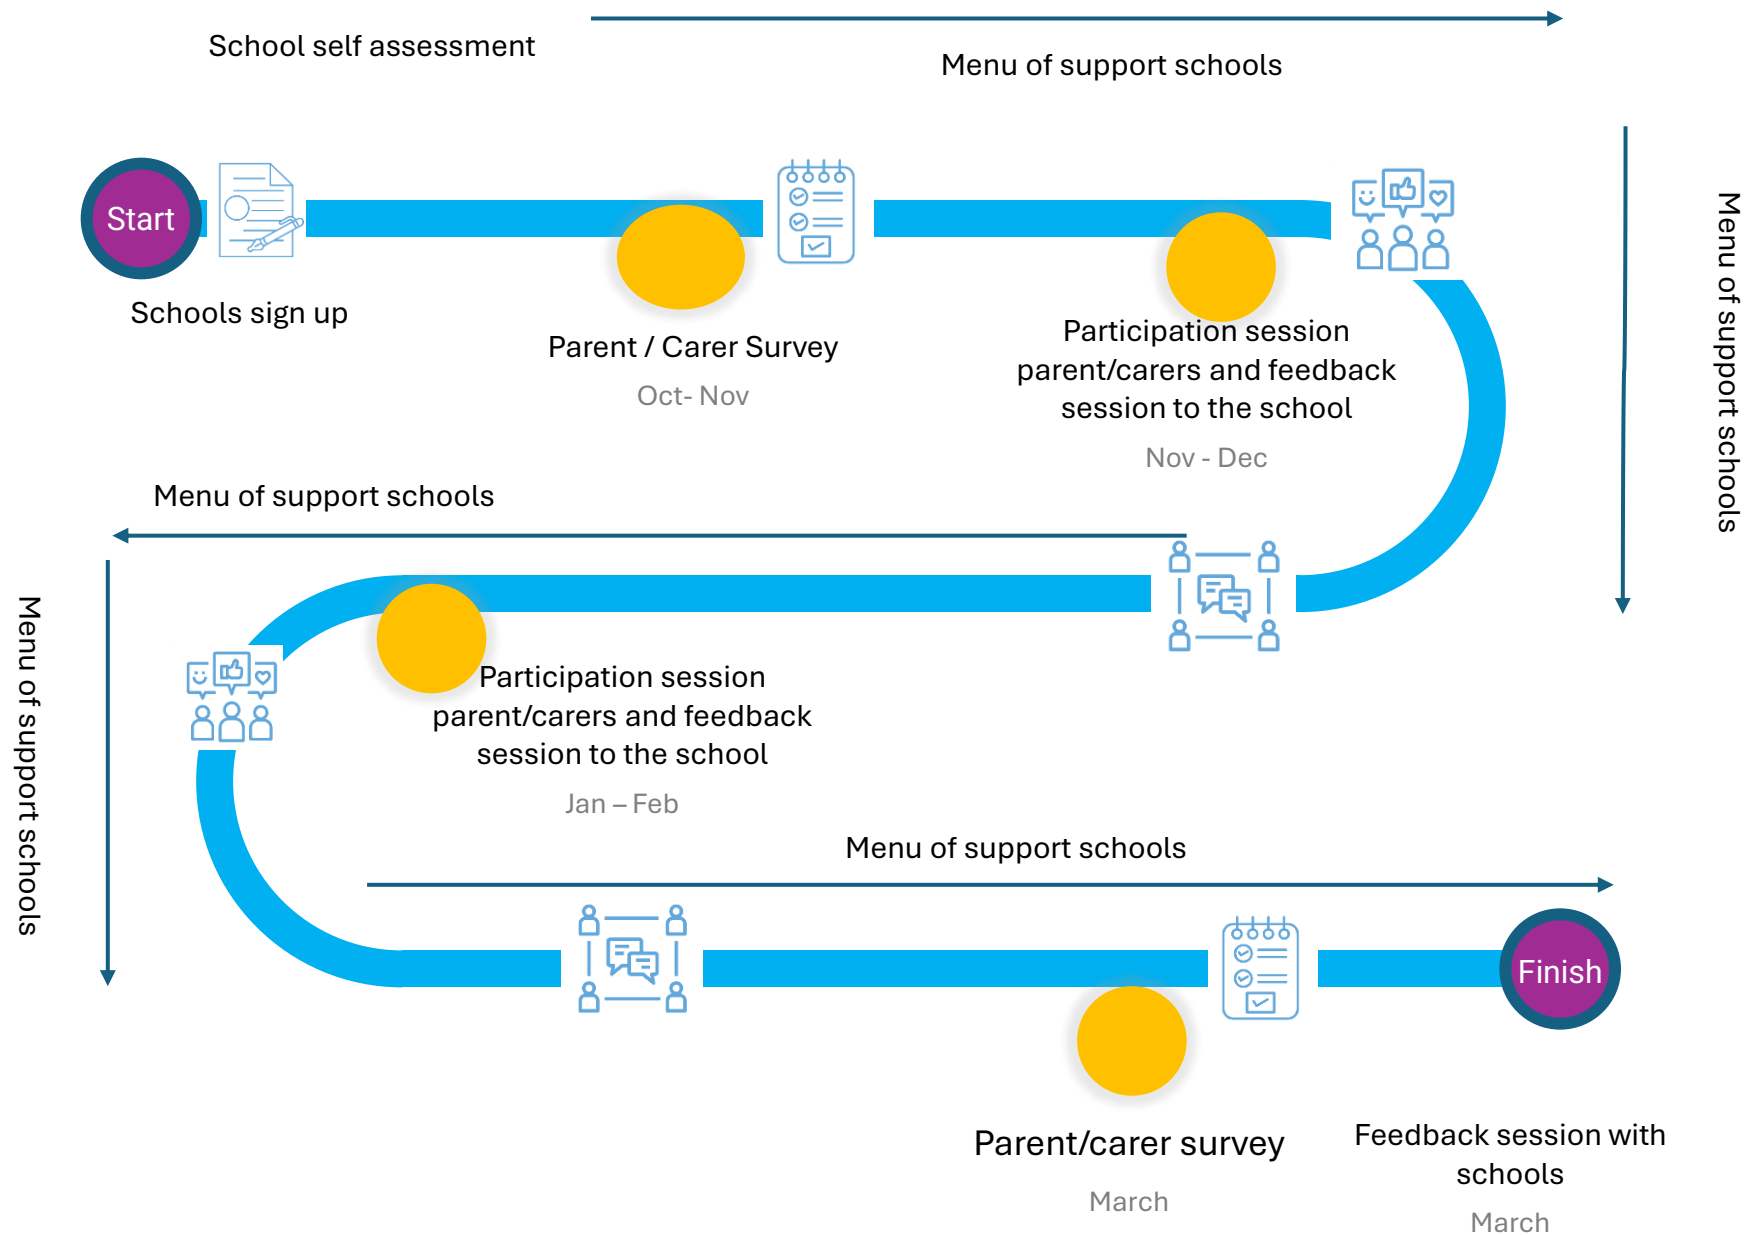 School self assessment
Menu of support schools
Start
Schools sign up
Parent / Carer Survey
Oct- Nov
Participation session
parent/carers and feedback
session to the school
Nov - Dec
Menu of support schools
Menu of support schools
Menu of support schools
Participation session
parent/carers and feedback
session to the school
Jan – Feb
Menu of support schools
Finish
Parent/carer survey
March
Feedback session with
schools
March